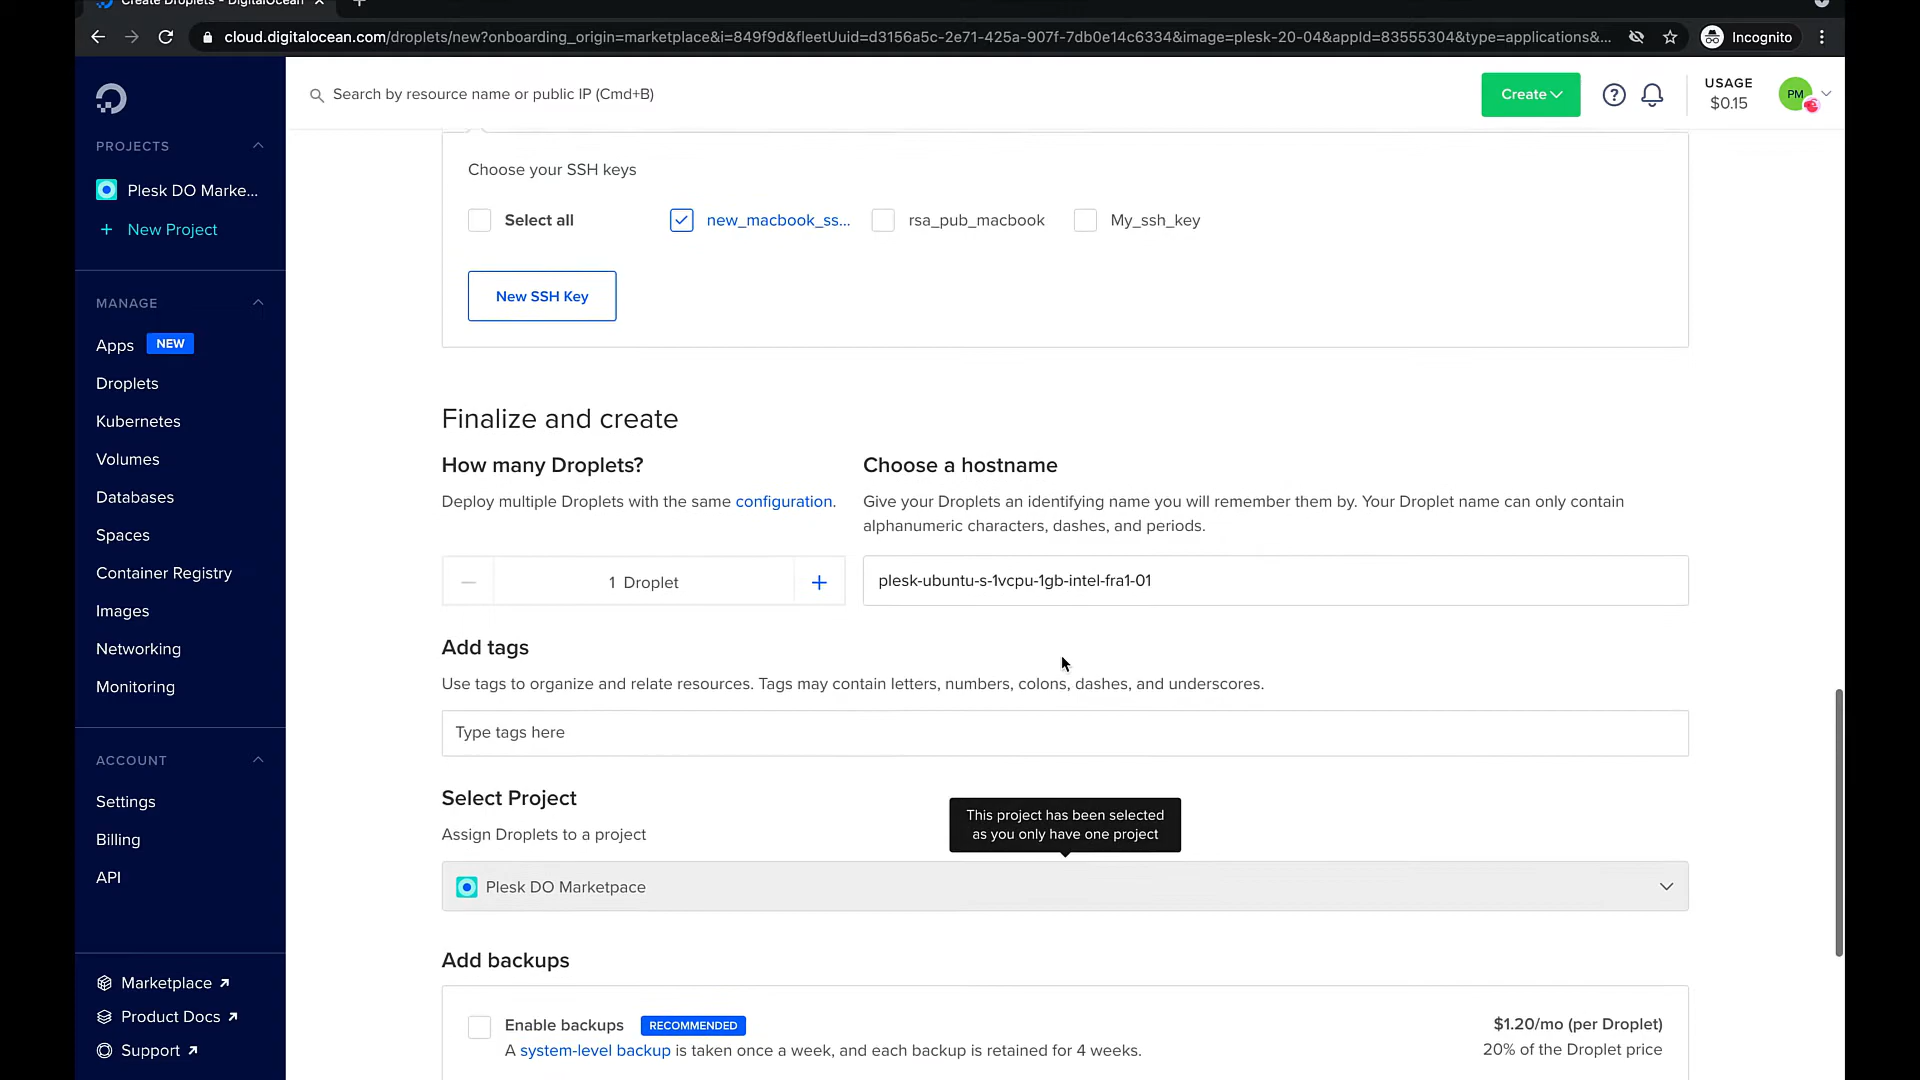 Create Droplets - DigitalOcean
cloud.digitalocean.com/droplets/new?onboarding_origin=marketplace&i=849f9d&fleetUuid=d3156a5c-2e71-425a-907f-7db0e14c6334&image=plesk-20-04&appId=83555304&type=applications&...
Incognito
Search by resource name or public IP (Cmd+B)
Create
USAGE
$0.15
PM
PROJECTS
Plesk DO Marke...
+ New Project
MANAGE
Apps NEW
Droplets
Kubernetes
Volumes
Databases
Spaces
Container Registry
Images
Networking
Monitoring
ACCOUNT
Settings
Billing
API
Marketplace
Product Docs
Support
Choose your SSH keys
Select all new_macbook_ss... rsa_pub_macbook My_ssh_key
New SSH Key
Finalize and create
How many Droplets?
Deploy multiple Droplets with the same configuration.
1 Droplet
Choose a hostname
Give your Droplets an identifying name you will remember them by. Your Droplet name can only contain
alphanumeric characters, dashes, and periods.
plesk-ubuntu-s-1vcpu-1gb-intel-fra1-01
Add tags
Use tags to organize and relate resources. Tags may contain letters, numbers, colons, dashes, and underscores.
Type tags here
Select Project
Assign Droplets to a project
This project has been selected
as you only have one project
Plesk DO Marketpace
Add backups
Enable backups RECOMMENDED
A system-level backup is taken once a week, and each backup is retained for 4 weeks.
$1.20/mo (per Droplet)
20% of the Droplet price